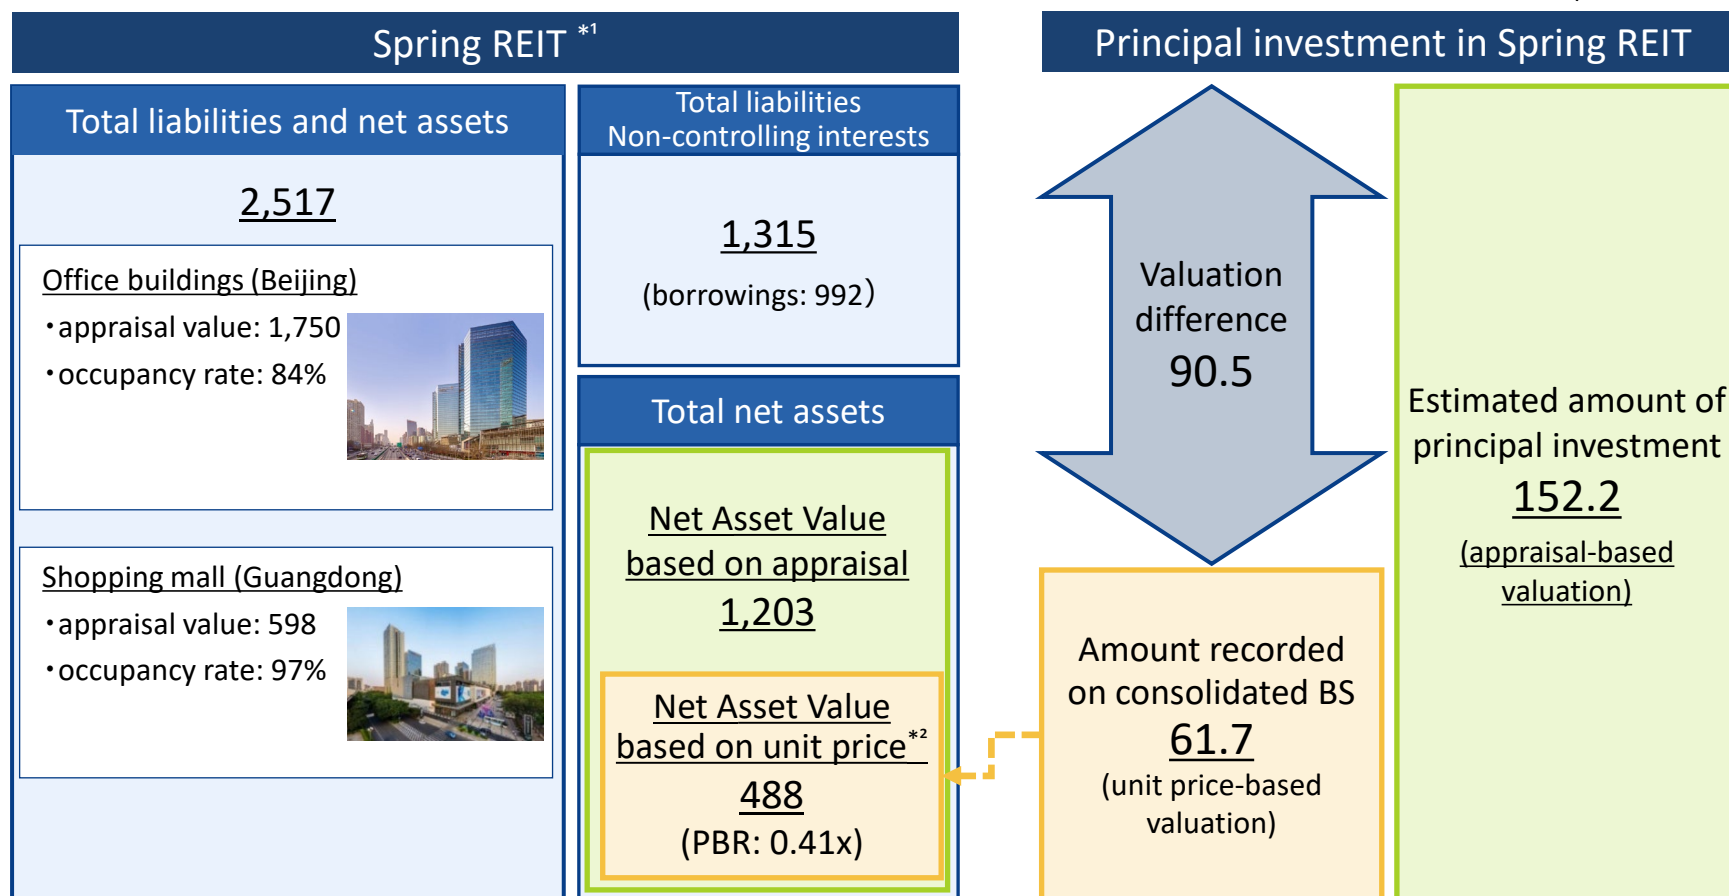 Spring REIT *¹
Total liabilities and net assets
2,517
Office buildings (Beijing)
・appraisal value: 1,750
・occupancy rate: 84%
Shopping mall (Guangdong)
・appraisal value: 598
・occupancy rate: 97%
Total liabilities
Non-controlling interests
1,315
(borrowings: 992）
Total net assets
Net Asset Value
based on appraisal
1,203
Net Asset Value
based on unit price*²
488
(PBR: 0.41x)
Principal investment in Spring REIT
Valuation
difference
90.5
Amount recorded
on consolidated BS
61.7
(unit price-based
valuation)
Estimated amount of
principal investment
152.2
(appraisal-based
valuation)